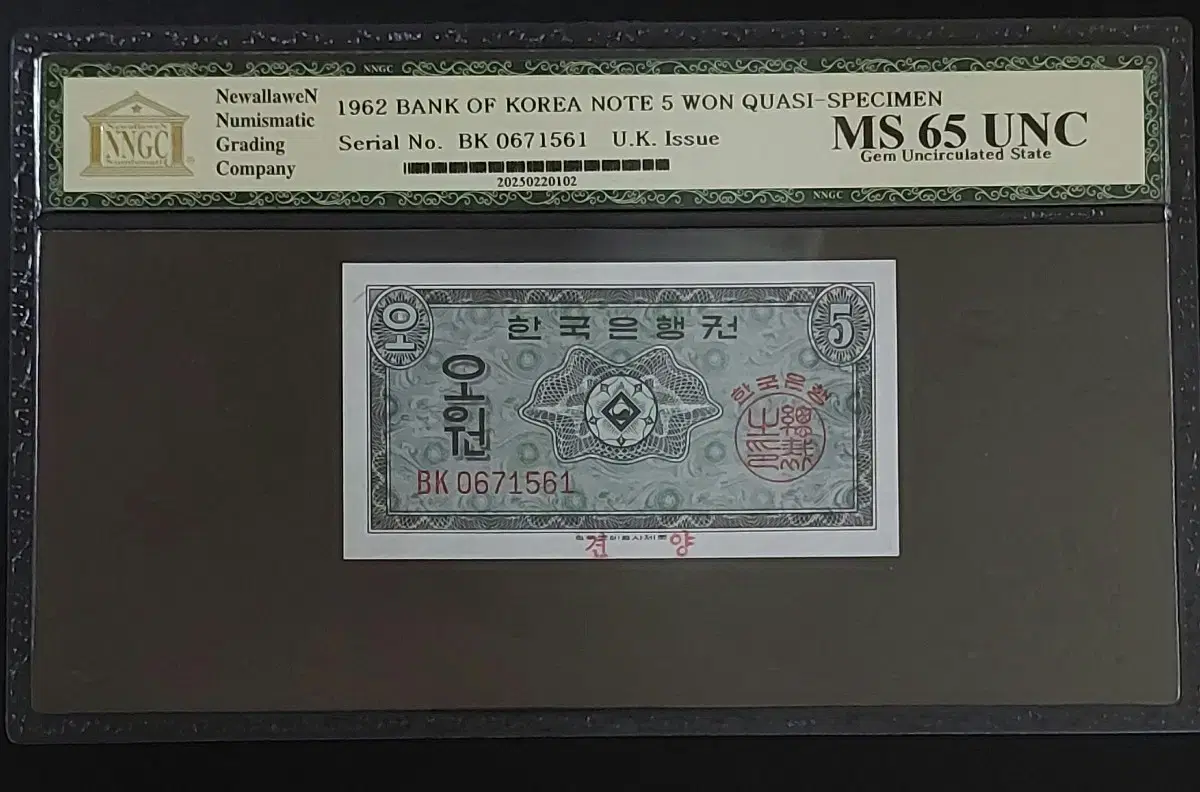 NNGC
NewallaweN
Numismatic
Grading
Company
NNGC
1962 BANK OF KOREA NOTE 5 WON QUASI-SPECIMEN
Serial No. BK 0671561 U.K. Issue
20250220102
MS 65 UNC
Gem Uncirculated State
NNGC
오
한국은행권
5
오원
한국은행
BK 0671561
견 양